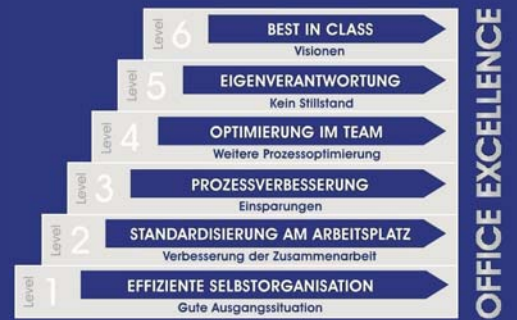 Level 6
BEST IN CLASS
Visionen
Level 5
EIGENVERANTWORTUNG
Kein Stillstand
Level 4
OPTIMIERUNG IM TEAM
Weitere Prozessoptimierung
Level 3
PROZESSVERBESSERUNG
Einsparungen
Level 2
STANDARDISIERUNG AM ARBEITSPLATZ
Verbesserung der Zusammenarbeit
Level 1
EFFIZIENTE SELBSTORGANISATION
Gute Ausgangssituation
OFFICE EXCELLENCE